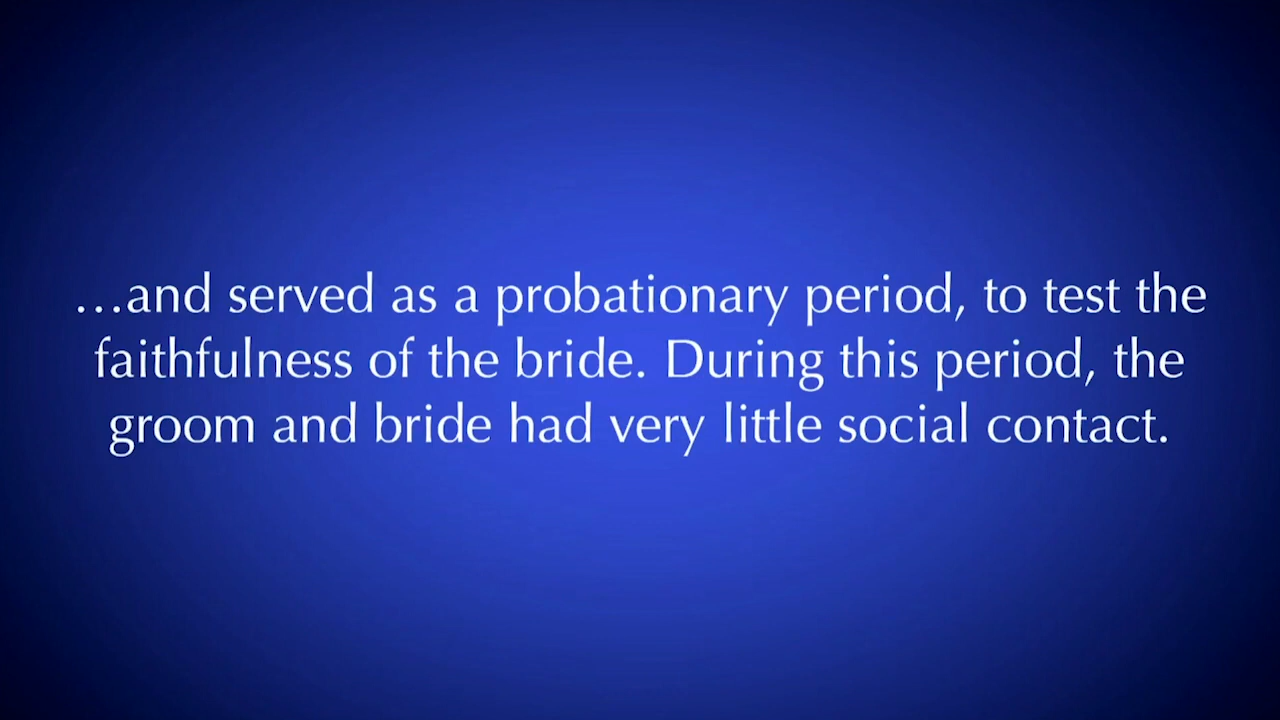 …and served as a probationary period, to test the
faithfulness of the bride. During this period, the
groom and bride had very little social contact.